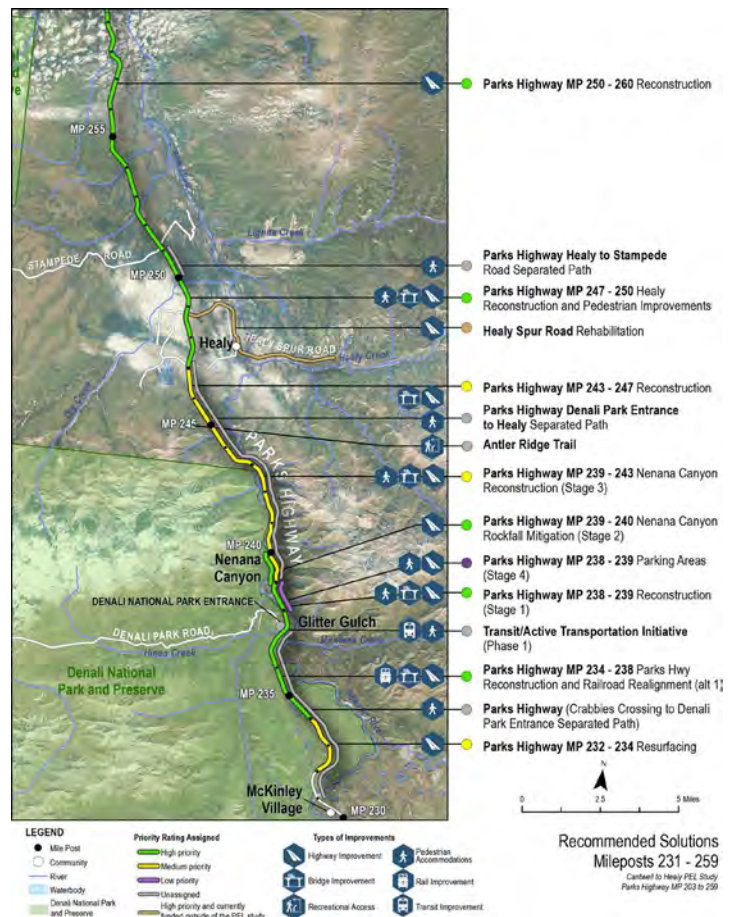 Parks Highway MP 250 - 260 Reconstruction
MP 255
Lignite Creek
STAMPEDE ROAD
Parks Highway Healy to Stampede
Road Separated Path
MP 250
Parks Highway MP 247 - 250 Healy
Reconstruction and Pedestrian Improvements
Healy Spur Road Rehabilitation
Healy
HEALY SPUR ROAD
Healy Creek
Dry Creek
Parks Highway MP 243 - 247 Reconstruction
Parks Highway Denali Park Entrance
to Healy Separated Path
MP 245
PARKS HIGHWAY
Antler Ridge Trail
Parks Highway MP 239 - 243 Nenana Canyon
Reconstruction (Stage 3)
Parks Highway MP 239 - 240 Nenana Canyon
Rockfall Mitigation (Stage 2)
MP 240
Nenana
Canyon
Parks Highway MP 238 - 239 Parking Areas
(Stage 4)
Parks Highway MP 238 - 239 Reconstruction
(Stage 1)
DENALI NATIONAL PARK ENTRANCE
Glitter Gulch
DENALI PARK ROAD
Hines Creek
Transit/Active Transportation Initiative
(Phase 1)
Denali National
Park and Preserve
Parks Highway MP 234 - 238 Parks Hwy
Reconstruction and Railroad Realignment (alt 1)
MP 235
Parks Highway (Crabbies Crossing to Denali
Park Entrance Separated Path)
Parks Highway MP 232 - 234 Resurfacing
McKinley
Village
MP 230
N
0 2.5 5 Miles
Recommended Solutions
Mileposts 231 - 259
Cantwell to Healy PEL Study
Parks Highway MP 203 to 259
LEGEND
Mile Post
Community
River
Waterbody
Denali National Park
and Preserve
Priority Rating Assigned
High priority
Medium priority
Low priority
Unassigned
High priority and currently
funded outside of the PEL study
Types of Improvements
Highway Improvement
Bridge Improvement
Recreational Access
Pedestrian
Accommodations
Rail Improvement
Transit Improvement